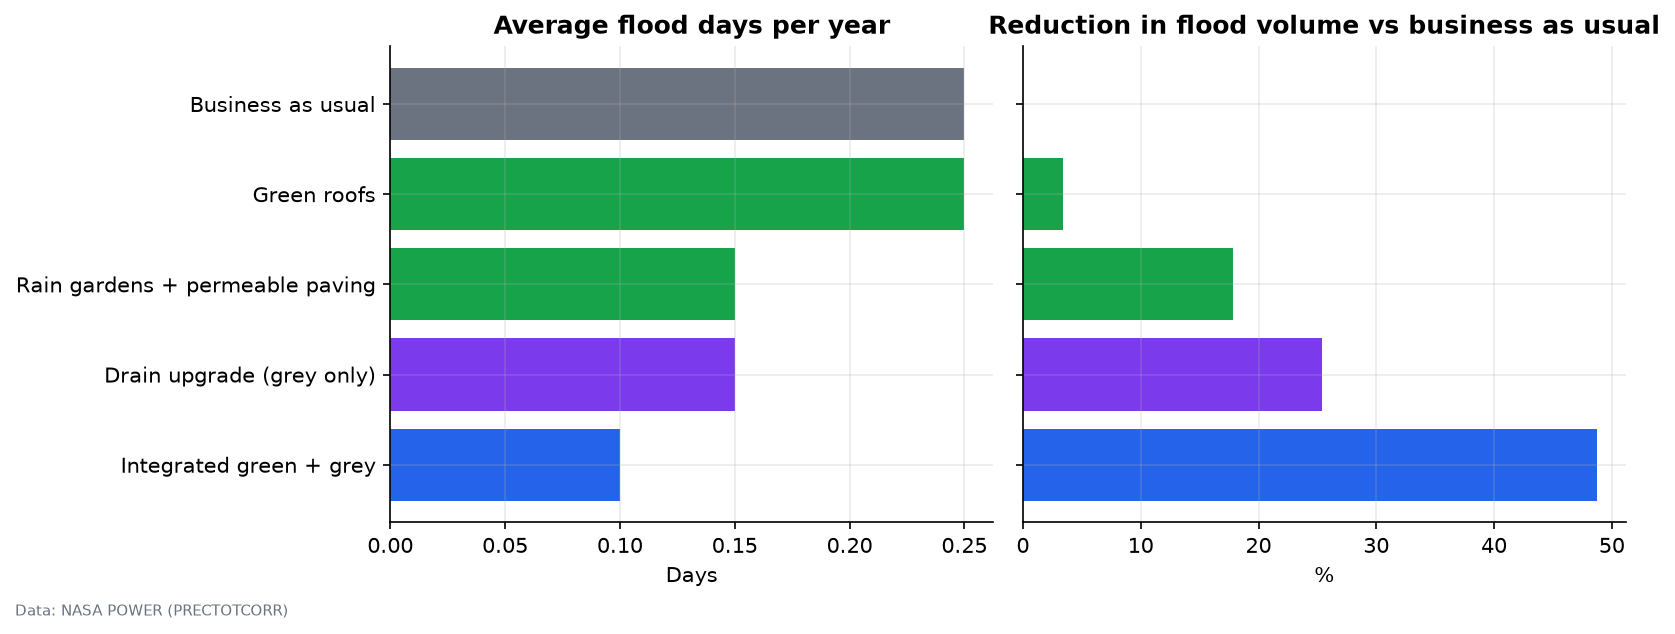 Average flood days per year
Reduction in flood volume vs business as usual
Business as usual
Green roofs
Rain gardens + permeable paving
Drain upgrade (grey only)
Integrated green + grey
0.00 0.05 0.10 0.15 0.20 0.25
Days
0 10 20 30 40 50
%
Data: NASA POWER (PRECTOTCORR)